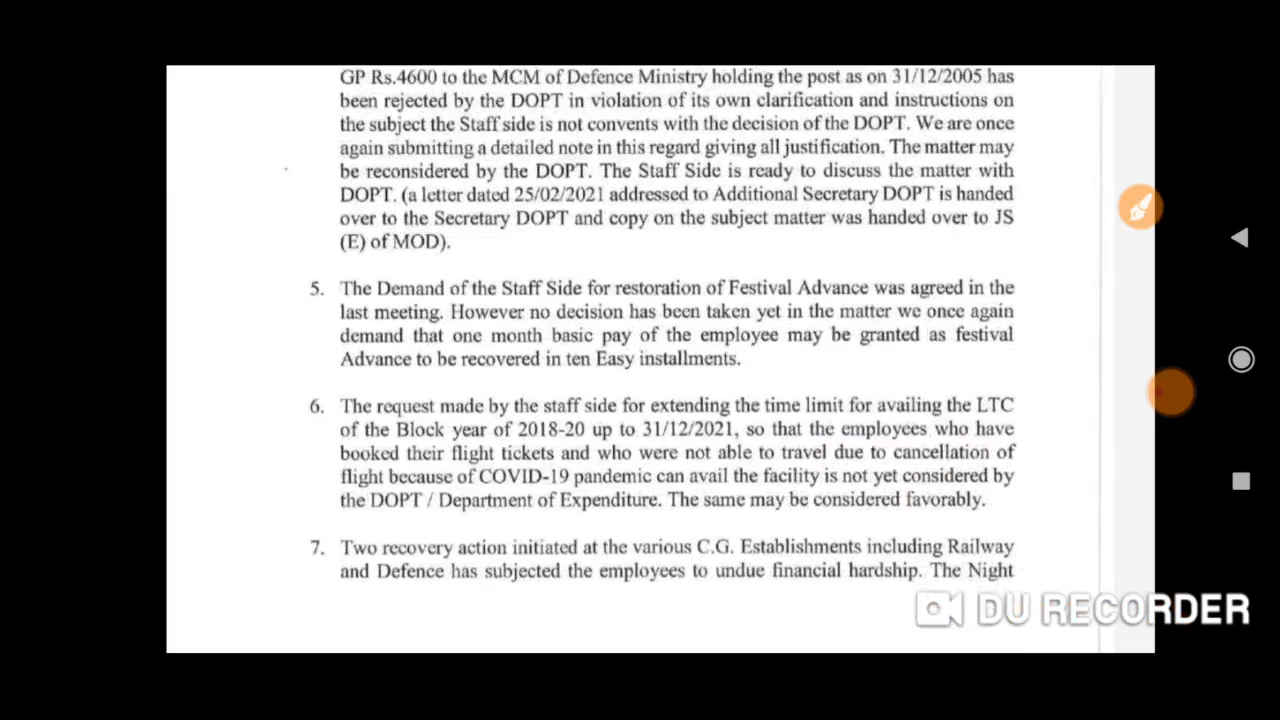 GP Rs.4600 to the MCM of Defence Ministry holding the post as on 31/12/2005 has
been rejected by the DOPT in violation of its own clarification and instructions on
the subject the Staff side is not convents with the decision of the DOPT. We are once
again submitting a detailed note in this regard giving all justification. The matter may
be reconsidered by the DOPT. The Staff Side is ready to discuss the matter with
DOPT. (a letter dated 25/02/2021 addressed to Additional Secretary DOPT is handed
over to the Secretary DOPT and copy on the subject matter was handed over to JS
(E) of MOD).
5. The Demand of the Staff Side for restoration of Festival Advance was agreed in the
last meeting. However no decision has been taken yet in the matter we once again
demand that one month basic pay of the employee may be granted as festival
Advance to be recovered in ten Easy installments.
6. The request made by the staff side for extending the time limit for availing the LTC
of the Block year of 2018-20 up to 31/12/2021, so that the employees who have
booked their flight tickets and who were not able to travel due to cancellation of
flight because of COVID-19 pandemic can avail the facility is not yet considered by
the DOPT / Department of Expenditure. The same may be considered favorably.
7. Two recovery action initiated at the various C.G. Establishments including Railway
and Defence has subjected the employees to undue financial hardship. The Night
DU RECORDER